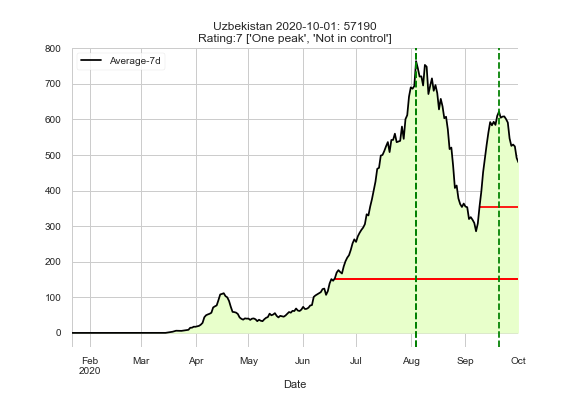 Uzbekistan 2020-10-01: 57190
Rating:7 ['One peak', 'Not in control']
Average-7d
800
700
600
500
400
300
200
100
0
Feb Mar Apr May Jun Jul Aug Sep Oct
2020
Date